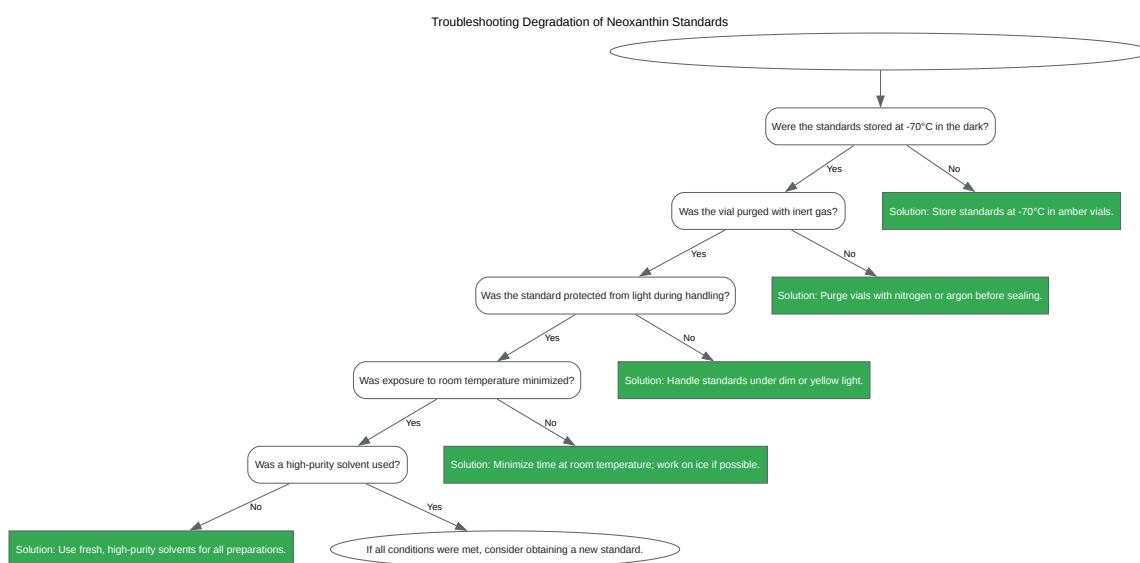 Troubleshooting Degradation of Neoxanthin Standards
Were the standards stored at -70°C in the dark?
Yes
No
Was the vial purged with inert gas?
Solution: Store standards at -70°C in amber vials.
Yes
No
Was the standard protected from light during handling?
Solution: Purge vials with nitrogen or argon before sealing.
Yes
No
Was exposure to room temperature minimized?
Solution: Handle standards under dim or yellow light.
Yes
No
Was a high-purity solvent used?
Solution: Minimize time at room temperature; work on ice if possible.
No
Yes
Solution: Use fresh, high-purity solvents for all preparations.
If all conditions were met, consider obtaining a new standard.